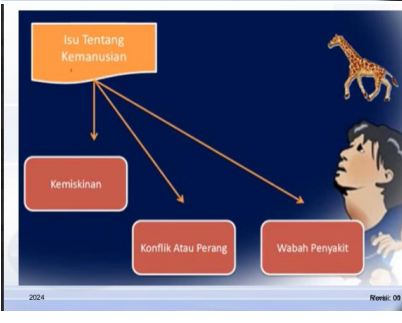 Isu Tentang
Kemanusian
Kemiskinan
Konflik Atau Perang
Wabah Penyakit
2024